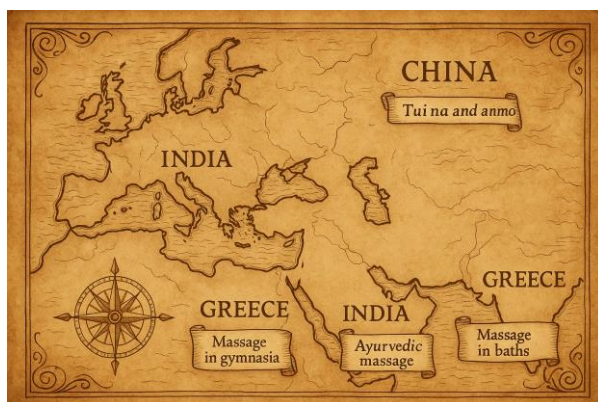 CHINA
Tui na and anmo
INDIA
GREECE
Massage
in gymnasia
INDIA
Ayurvedic
massage
GREECE
Massage
in baths